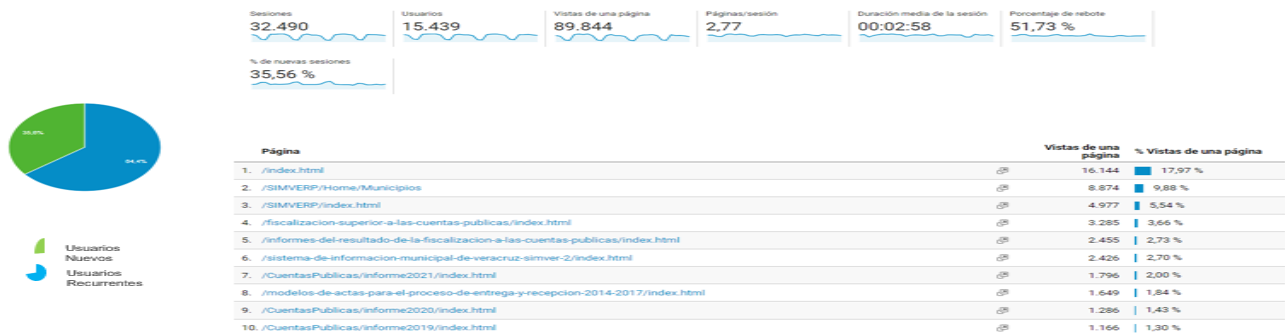 Sesiones
32.490
Usuarios
15.439
Vistas de una página
89.844
Páginas/sesión
2,77
Duración media de la sesión
00:02:58
Porcentaje de rebote
51,73 %
% de nuevas sesiones
35,56 %
64,4%
Usuarios
Nuevos
Usuarios
Recurrentes
Página Vistas de una página % Vistas de una página
1. /index.html 16.144 17,97 %
2. /SIMVERP/Home/Municipios 8.874 9,88 %
3. /SIMVERP/index.html 4.977 5,54 %
4. /fiscalizacion-superior-a-las-cuentas-publicas/index.html 3.285 3,66 %
5. /informes-del-resultado-de-la-fiscalizacion-a-las-cuentas-publicas/index.html 2.455 2,73 %
6. /sistema-de-informacion-municipal-de-veracruz-simver-2/index.html 2.426 2,70 %
7. /CuentasPublicas/informe2021/index.html 1.796 2,00 %
8. /modelos-de-actas-para-el-proceso-de-entrega-y-recepcion-2014-2017/index.html 1.649 1,84 %
9. /CuentasPublicas/informe2020/index.html 1.286 1,43 %
10. /CuentasPublicas/informe2019/index.html 1.166 1,30 %